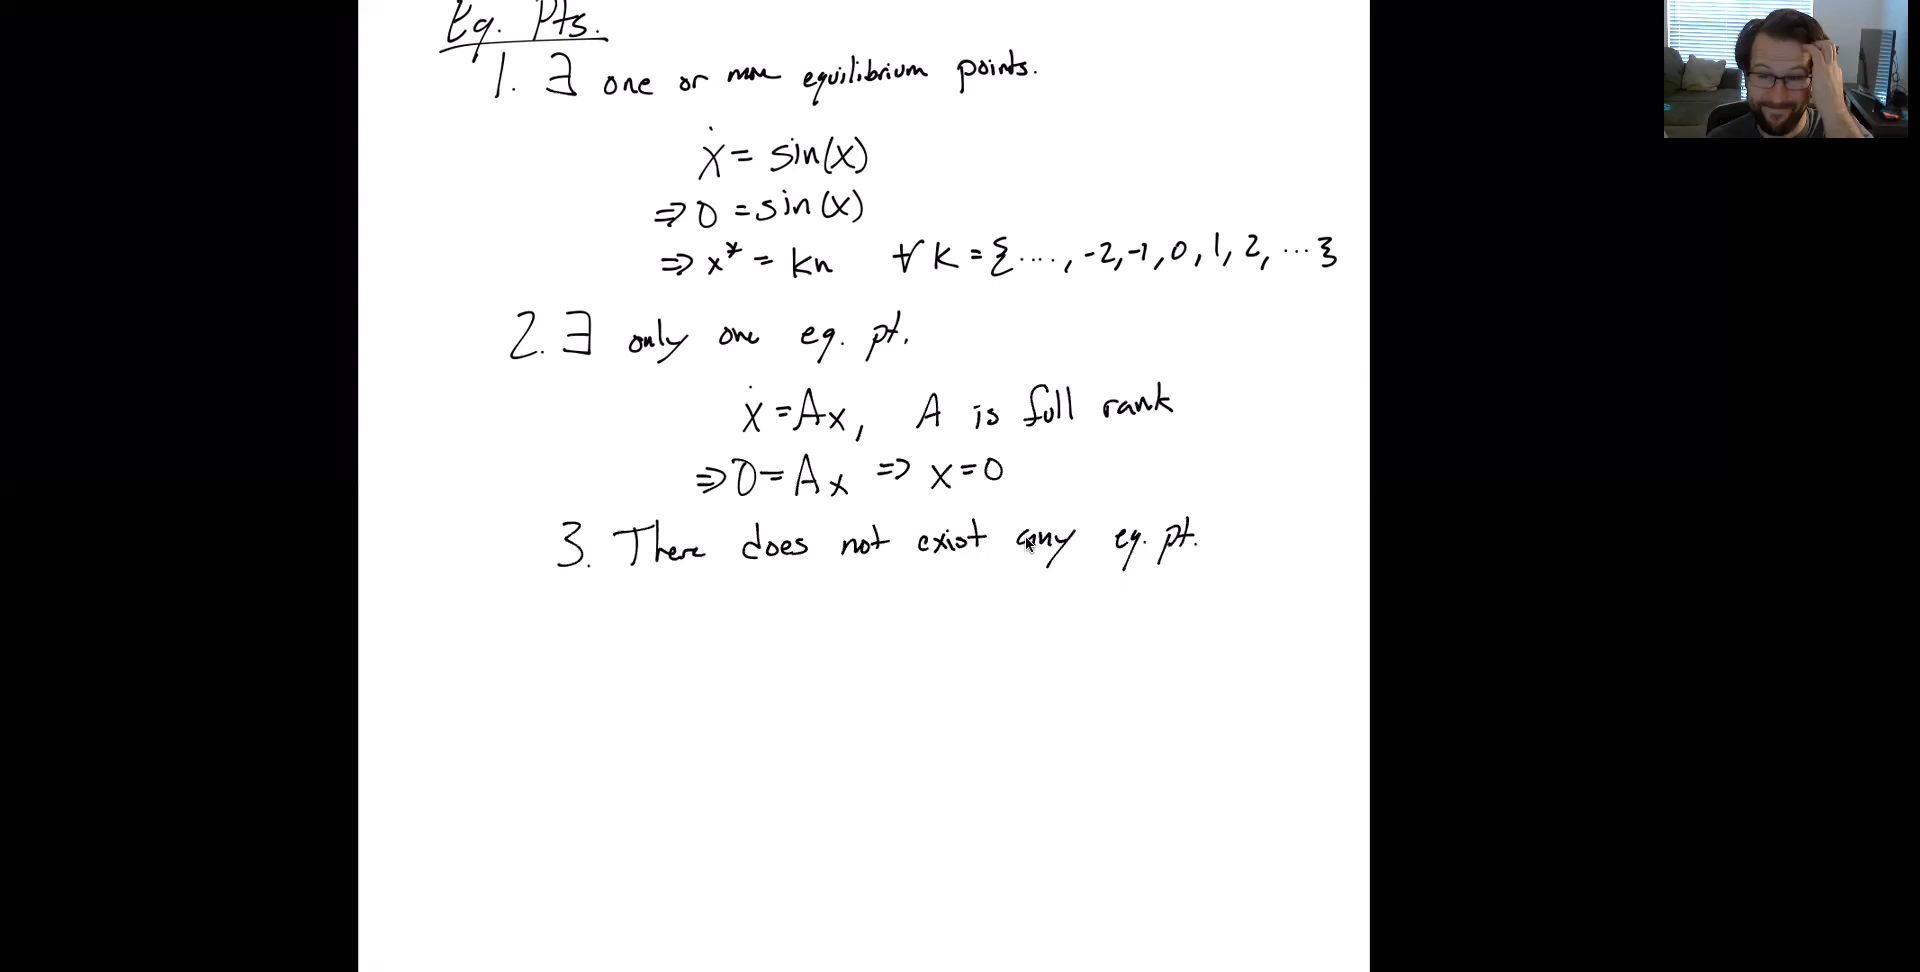 Eq. Pts.
1. ∃ one or more equilibrium points.
ẋ = sin(x)
⇒ 0 = sin(x)
⇒ x* = kπ ∀ k = {...., -2, -1, 0, 1, 2, ...}
2. ∃ only one eq. pt.
ẋ = Ax, A is full rank
⇒ 0 = Ax ⇒ x = 0
3. There does not exist any eq. pt.